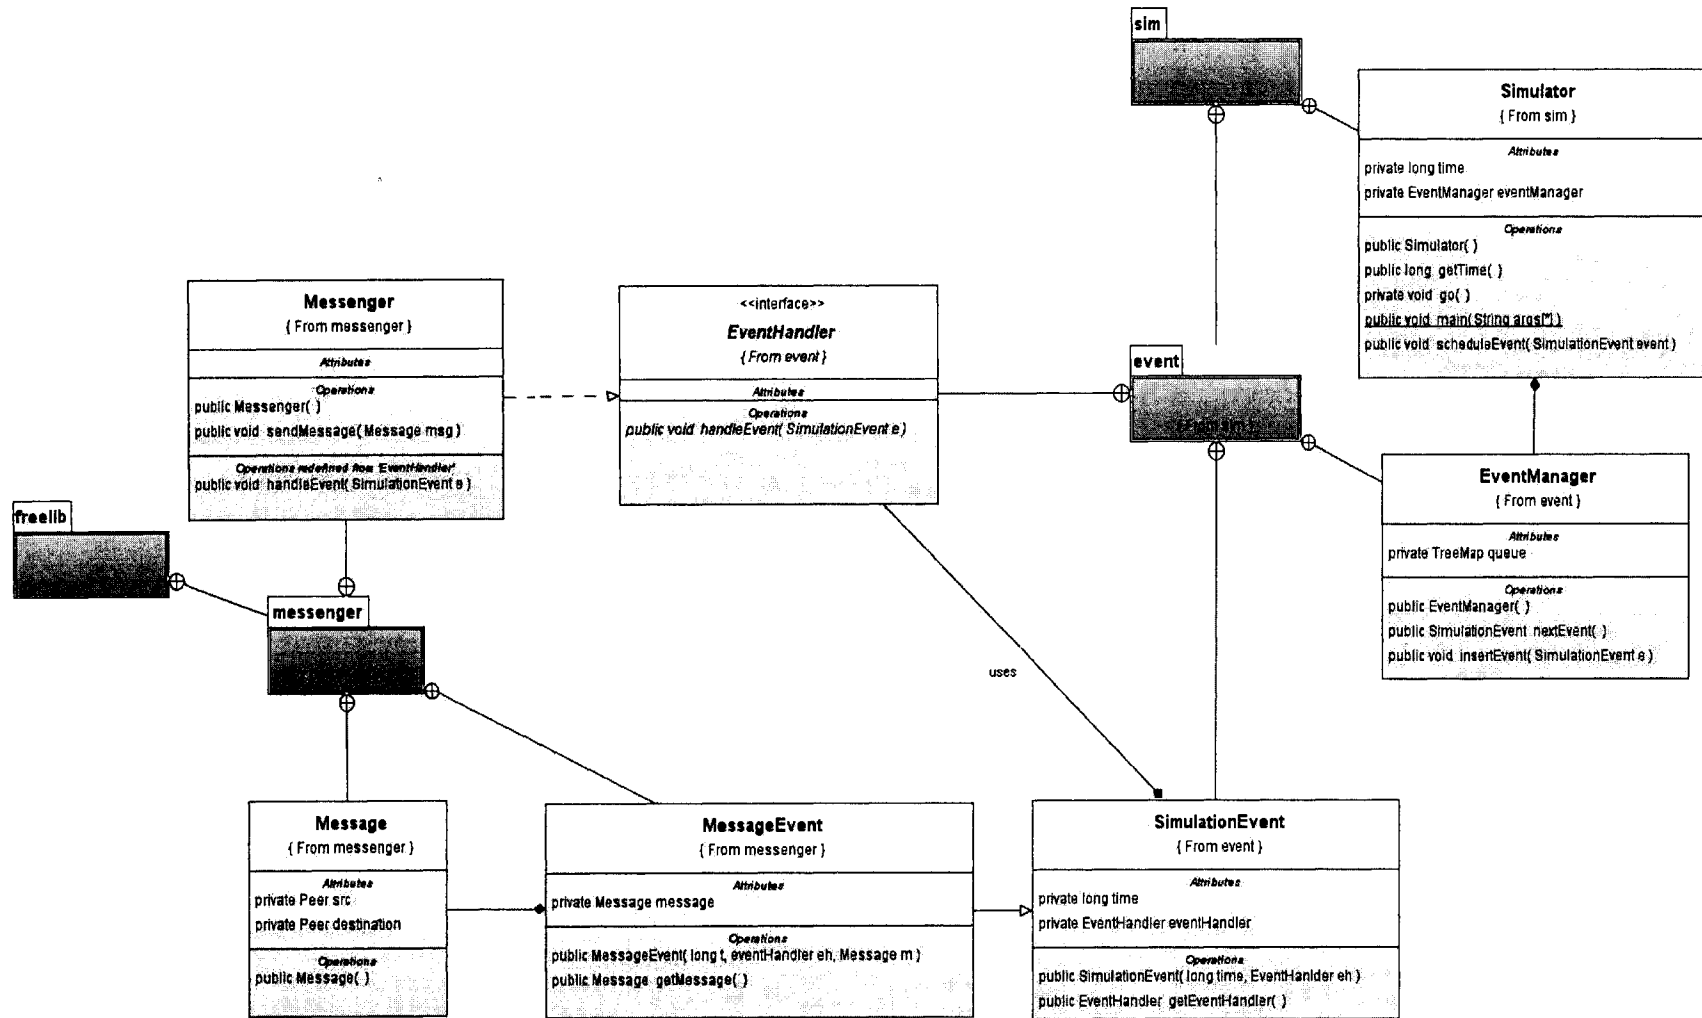 sim
Simulator
{ From sim }
Attributes
private long time
private EventManager eventManager
Operations
public Simulator( )
public long getTime( )
private void go( )
public void main( String args[*] )
public void scheduleEvent( SimulationEvent event )
Messenger
{ From messenger }
Attributes
Operations
public Messenger( )
public void sendMessage( Message msg )
Operations redefined from 'EventHandler'
public void handleEvent( SimulationEvent e )
<<interface>>
EventHandler
{ From event }
Attributes
Operations
public void handleEvent( SimulationEvent e )
event
{ From sim }
EventManager
{ From event }
Attributes
private TreeMap queue
Operations
public EventManager( )
public SimulationEvent nextEvent( )
public void insertEvent( SimulationEvent e )
freelib
messenger
uses
Message
{ From messenger }
Attributes
private Peer src
private Peer destination
Operations
public Message( )
MessageEvent
{ From messenger }
Attributes
private Message message
Operations
public MessageEvent( long t, eventHandler eh, Message m )
public Message getMessage( )
SimulationEvent
{ From event }
Attributes
private long time
private EventHandler eventHandler
Operations
public SimulationEvent( long time, EventHanlder eh )
public EventHandler getEventHandler( )